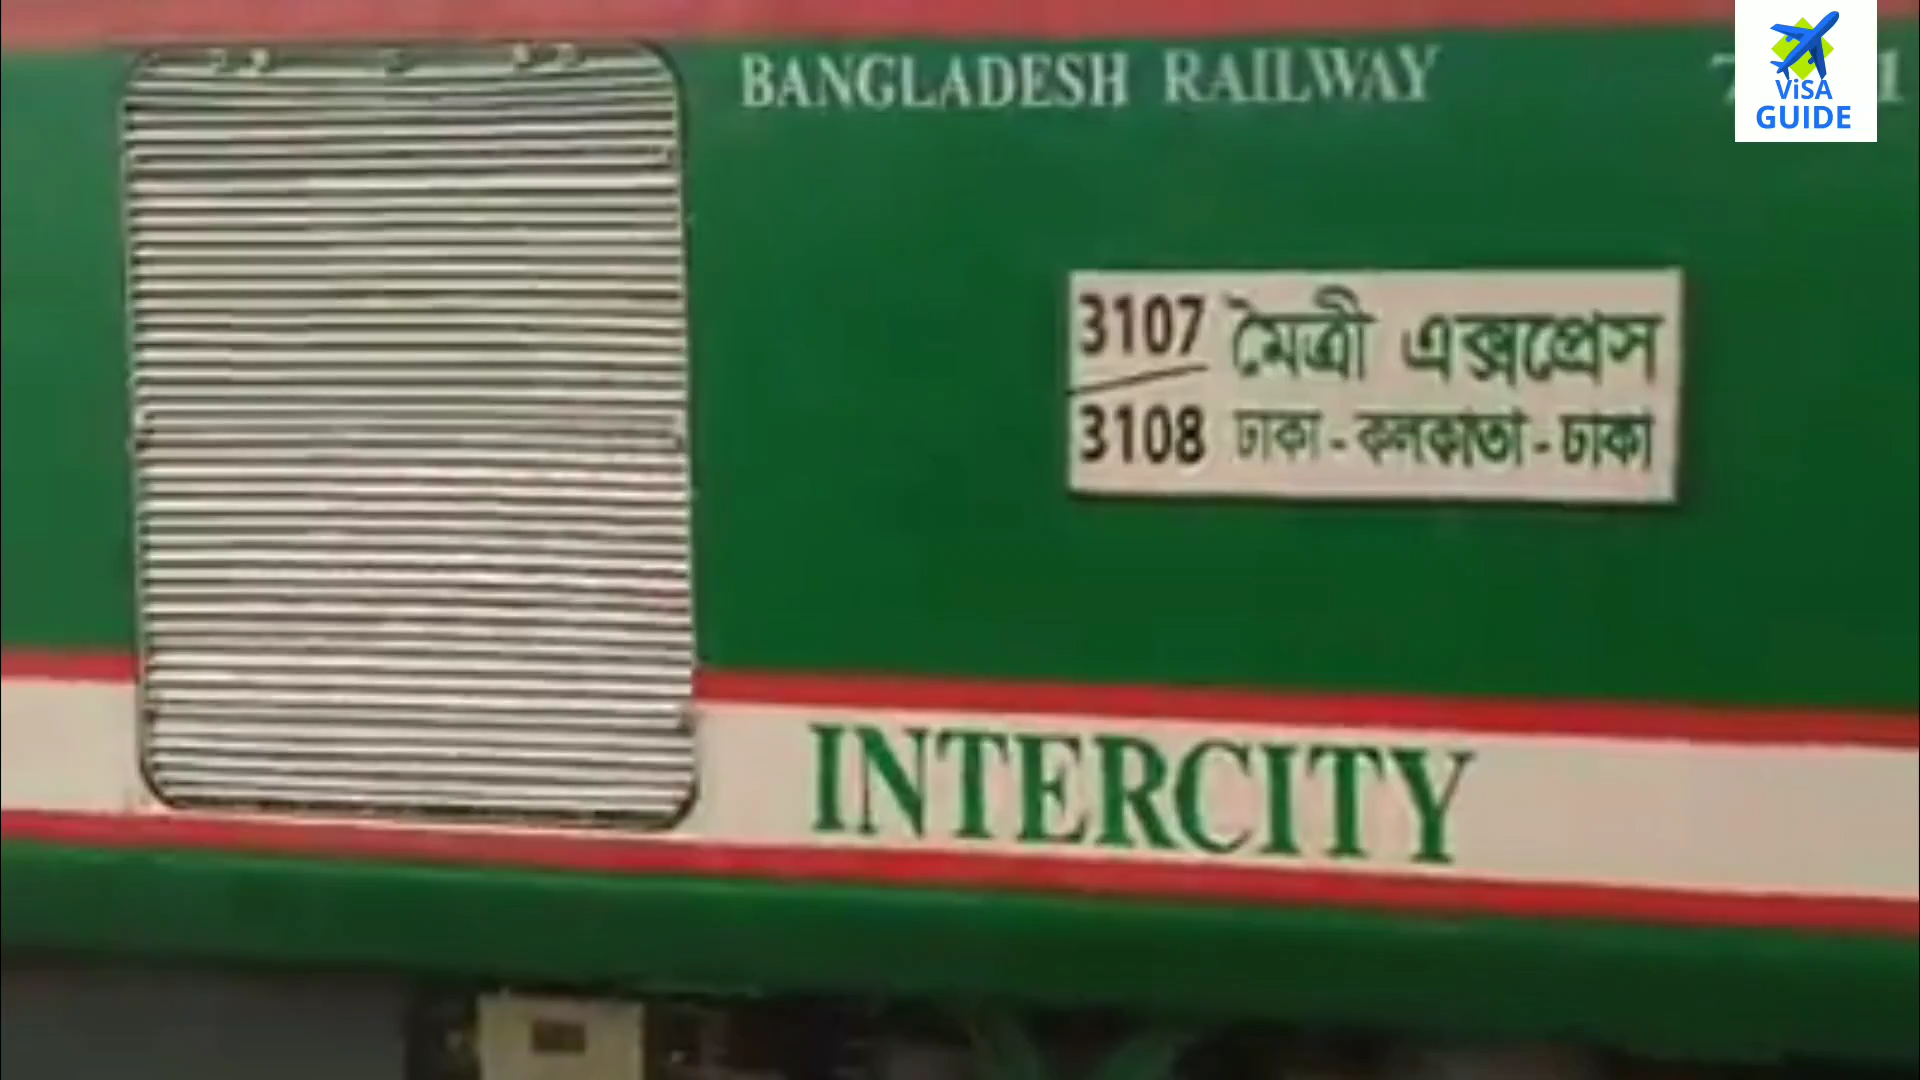 BANGLADESH RAILWAY
ViSA
GUIDE
3107 মৈত্রী এক্সপ্রেস
3108 ঢাকা - কলকাতা - ঢাকা
INTERCITY